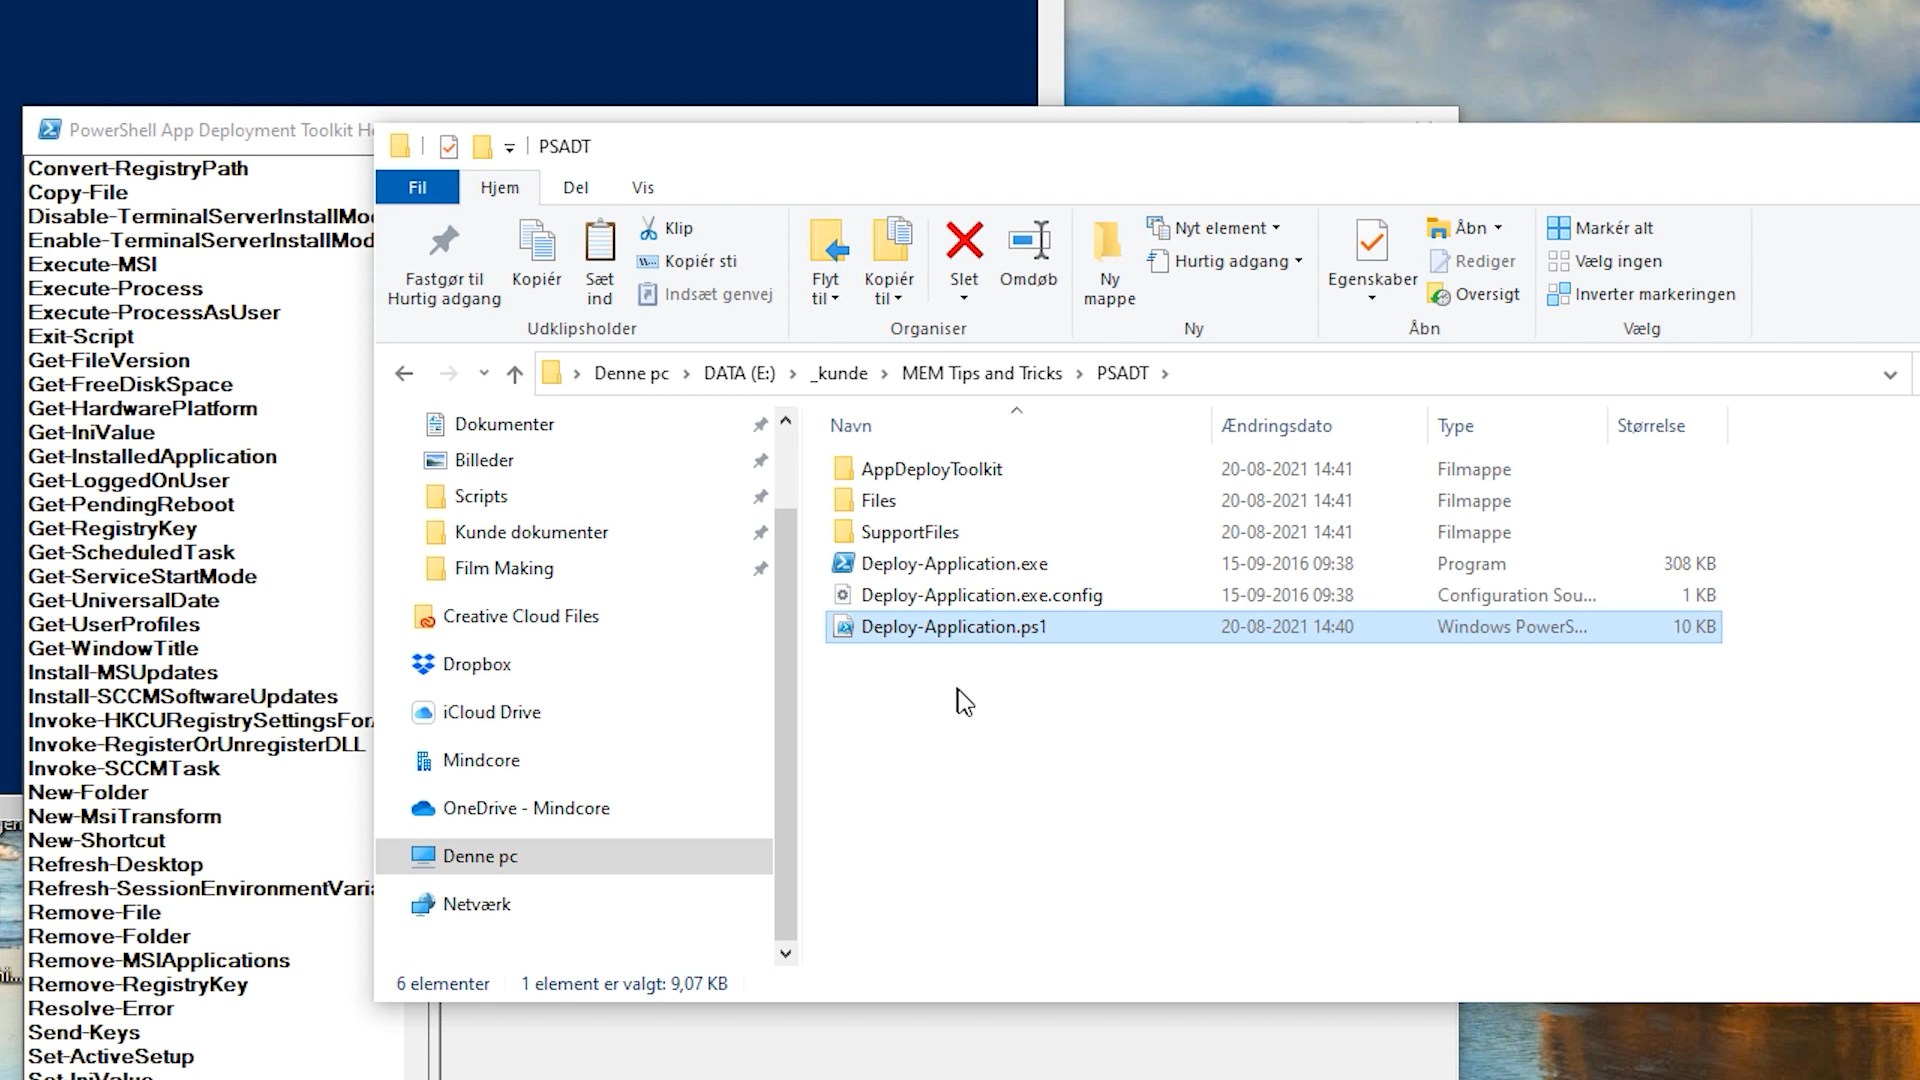 PowerShell App Deployment Toolkit He
Convert-RegistryPath
Copy-File
Disable-TerminalServerInstallMo
Enable-TerminalServerInstallMod
Execute-MSI
Execute-Process
Execute-ProcessAsUser
Exit-Script
Get-FileVersion
Get-FreeDiskSpace
Get-HardwarePlatform
Get-IniValue
Get-InstalledApplication
Get-LoggedOnUser
Get-PendingReboot
Get-RegistryKey
Get-ScheduledTask
Get-ServiceStartMode
Get-UniversalDate
Get-UserProfiles
Get-WindowTitle
Install-MSUpdates
Install-SCCMSoftwareUpdates
Invoke-HKCURegistrySettingsForA
Invoke-RegisterOrUnregisterDLL
Invoke-SCCMTask
New-Folder
New-MsiTransform
New-Shortcut
Refresh-Desktop
Refresh-SessionEnvironmentVaria
Remove-File
Remove-Folder
Remove-MSIApplications
Remove-RegistryKey
Resolve-Error
Send-Keys
Set-ActiveSetup
Set-IniValue
PSADT
Fil Hjem Del Vis
Fastgør til Hurtig adgang
Kopiér
Sæt ind
Klip
Kopiér sti
Indsæt genvej
Udklipsholder
Flyt til
Kopiér til
Slet
Omdøb
Organiser
Ny mappe
Nyt element
Hurtig adgang
Ny
Egenskaber
Åbn
Rediger
Oversigt
Åbn
Markér alt
Vælg ingen
Inverter markeringen
Vælg
Denne pc > DATA (E:) > _kunde > MEM Tips and Tricks > PSADT >
Dokumenter
Billeder
Scripts
Kunde dokumenter
Film Making
Creative Cloud Files
Dropbox
iCloud Drive
Mindcore
OneDrive - Mindcore
Denne pc
Netværk
Navn Ændringsdato Type Størrelse
AppDeployToolkit 20-08-2021 14:41 Filmappe
Files 20-08-2021 14:41 Filmappe
SupportFiles 20-08-2021 14:41 Filmappe
Deploy-Application.exe 15-09-2016 09:38 Program 308 KB
Deploy-Application.exe.config 15-09-2016 09:38 Configuration Sou... 1 KB
Deploy-Application.ps1 20-08-2021 14:40 Windows PowerS... 10 KB
6 elementer 1 element er valgt: 9,07 KB